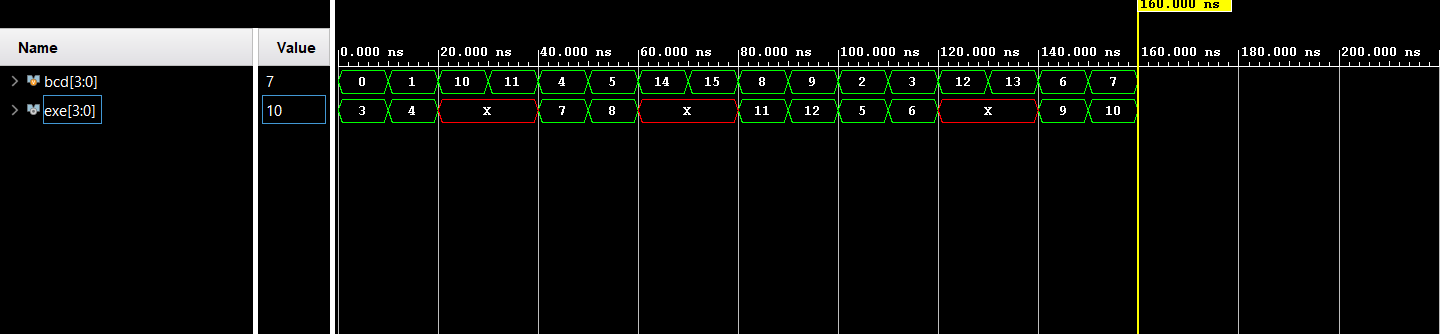 160.000 ns
Name Value
0.000 ns 20.000 ns 40.000 ns 60.000 ns 80.000 ns 100.000 ns 120.000 ns 140.000 ns 160.000 ns 180.000 ns 200.000 ns
bcd[3:0] 7 0 1 10 11 4 5 14 15 8 9 2 3 12 13 6 7
exe[3:0] 10 3 4 X 7 8 X 11 12 5 6 X 9 10